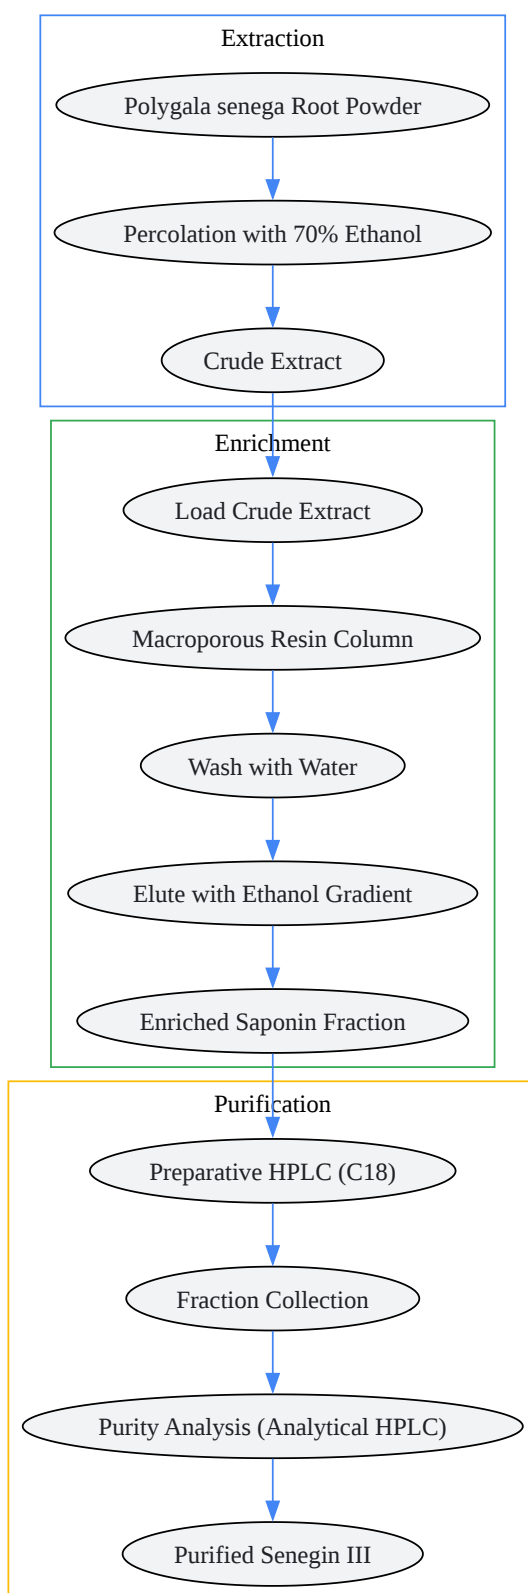 Extraction
Polygala senega Root Powder
Percolation with 70% Ethanol
Crude Extract
Enrichment
Load Crude Extract
Macroporous Resin Column
Wash with Water
Elute with Ethanol Gradient
Enriched Saponin Fraction
Purification
Preparative HPLC (C18)
Fraction Collection
Purity Analysis (Analytical HPLC)
Purified Senegin III